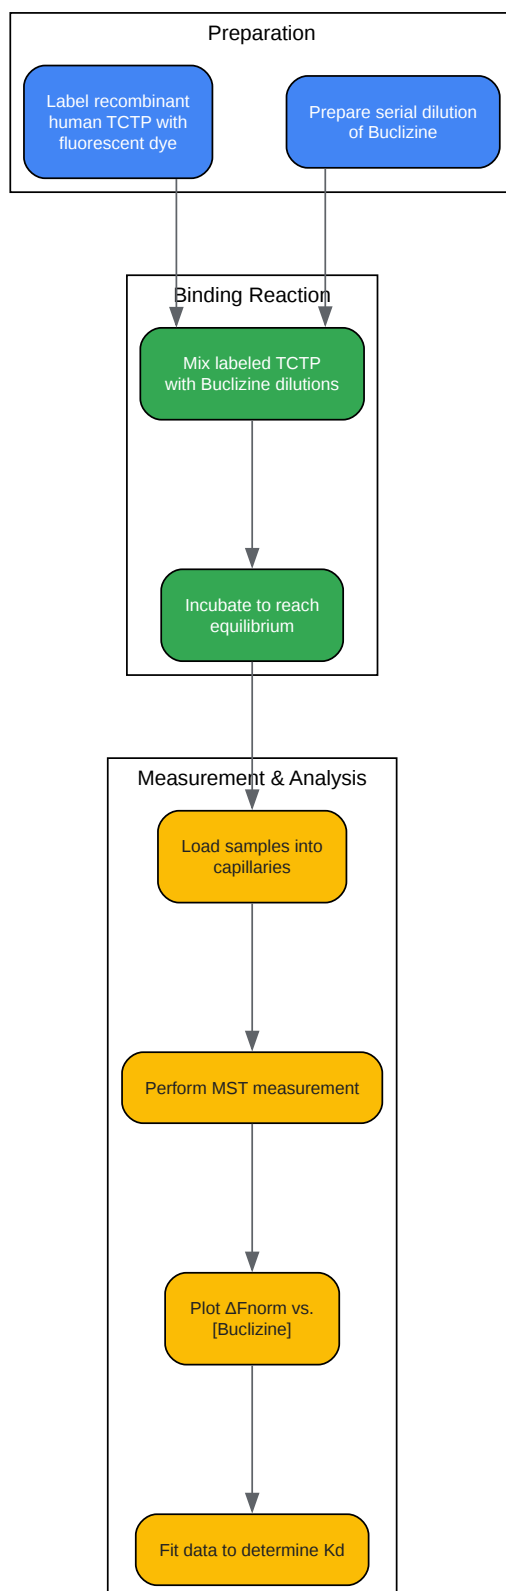 Preparation
Label recombinant
human TCTP with
fluorescent dye
Prepare serial dilution
of Buclizine
Binding Reaction
Mix labeled TCTP
with Buclizine dilutions
Incubate to reach
equilibrium
Measurement & Analysis
Load samples into
capillaries
Perform MST measurement
Plot ΔFnorm vs.
[Buclizine]
Fit data to determine Kd